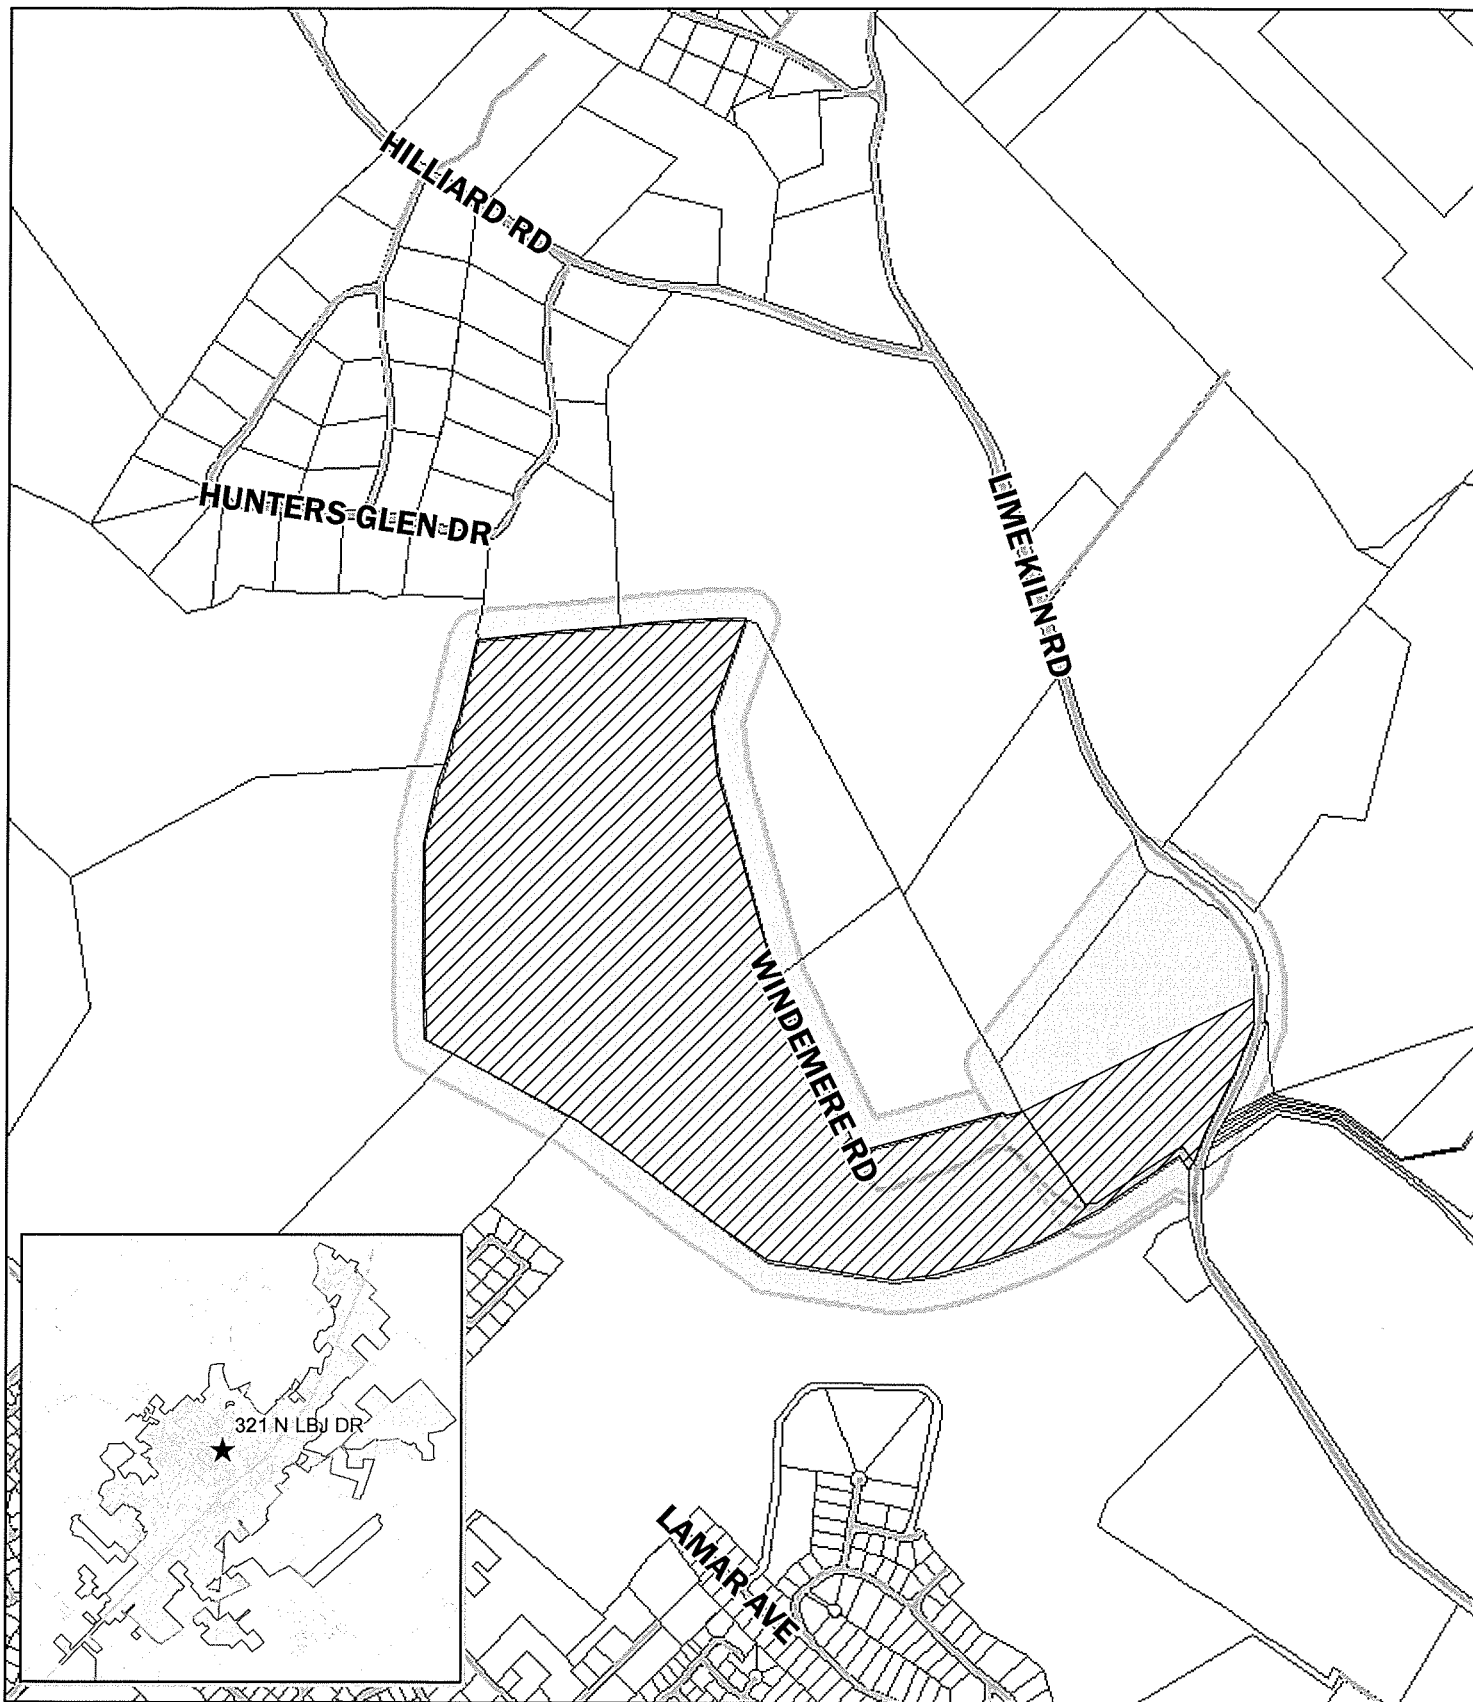 HILLIARD RD
HUNTERS GLEN DR
LIME KILN RD
WINDEMERE RD
321 N LBJ DR
LAMAR AVE